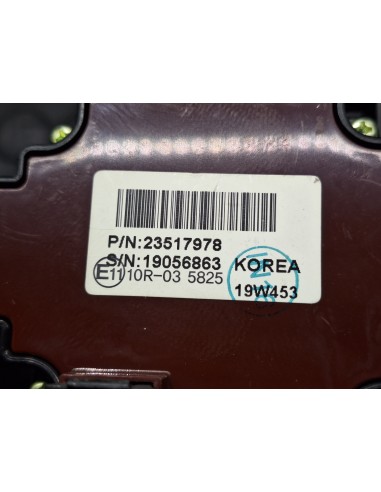 P/N:23517978
S/N:19056863 KOREA
E11 10R-03 5825
19W453